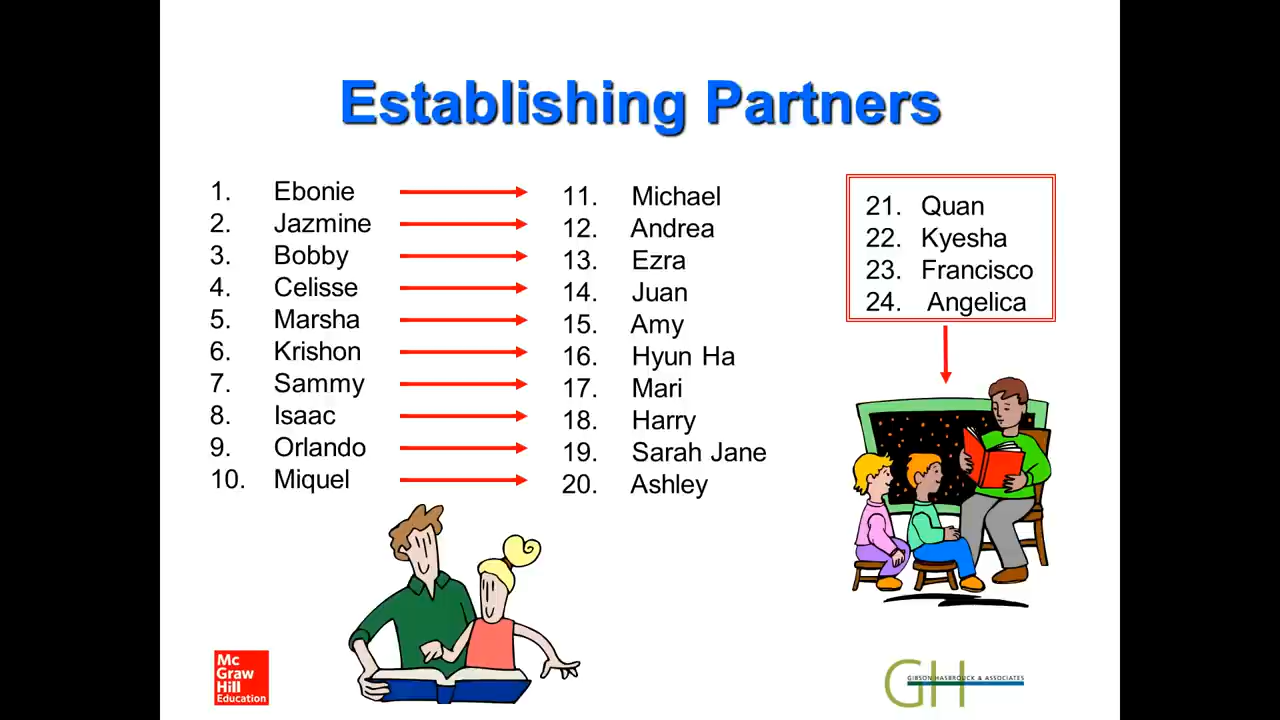 Establishing Partners
1. Ebonie
2. Jazmine
3. Bobby
4. Celisse
5. Marsha
6. Krishon
7. Sammy
8. Isaac
9. Orlando
10. Miquel
11. Michael
12. Andrea
13. Ezra
14. Juan
15. Amy
16. Hyun Ha
17. Mari
18. Harry
19. Sarah Jane
20. Ashley
21. Quan
22. Kyesha
23. Francisco
24. Angelica
Mc
Graw
Hill
Education
GH
GIBSON HASBROUCK & ASSOCIATES